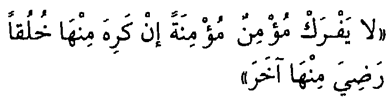 «لا يَفْرَكْ مُؤْمِنٌ مُؤْمِنَةً إنْ كَرِهَ مِنْهَا خُلُقاً
رَضِيَ مِنْهَا آخَرَ»